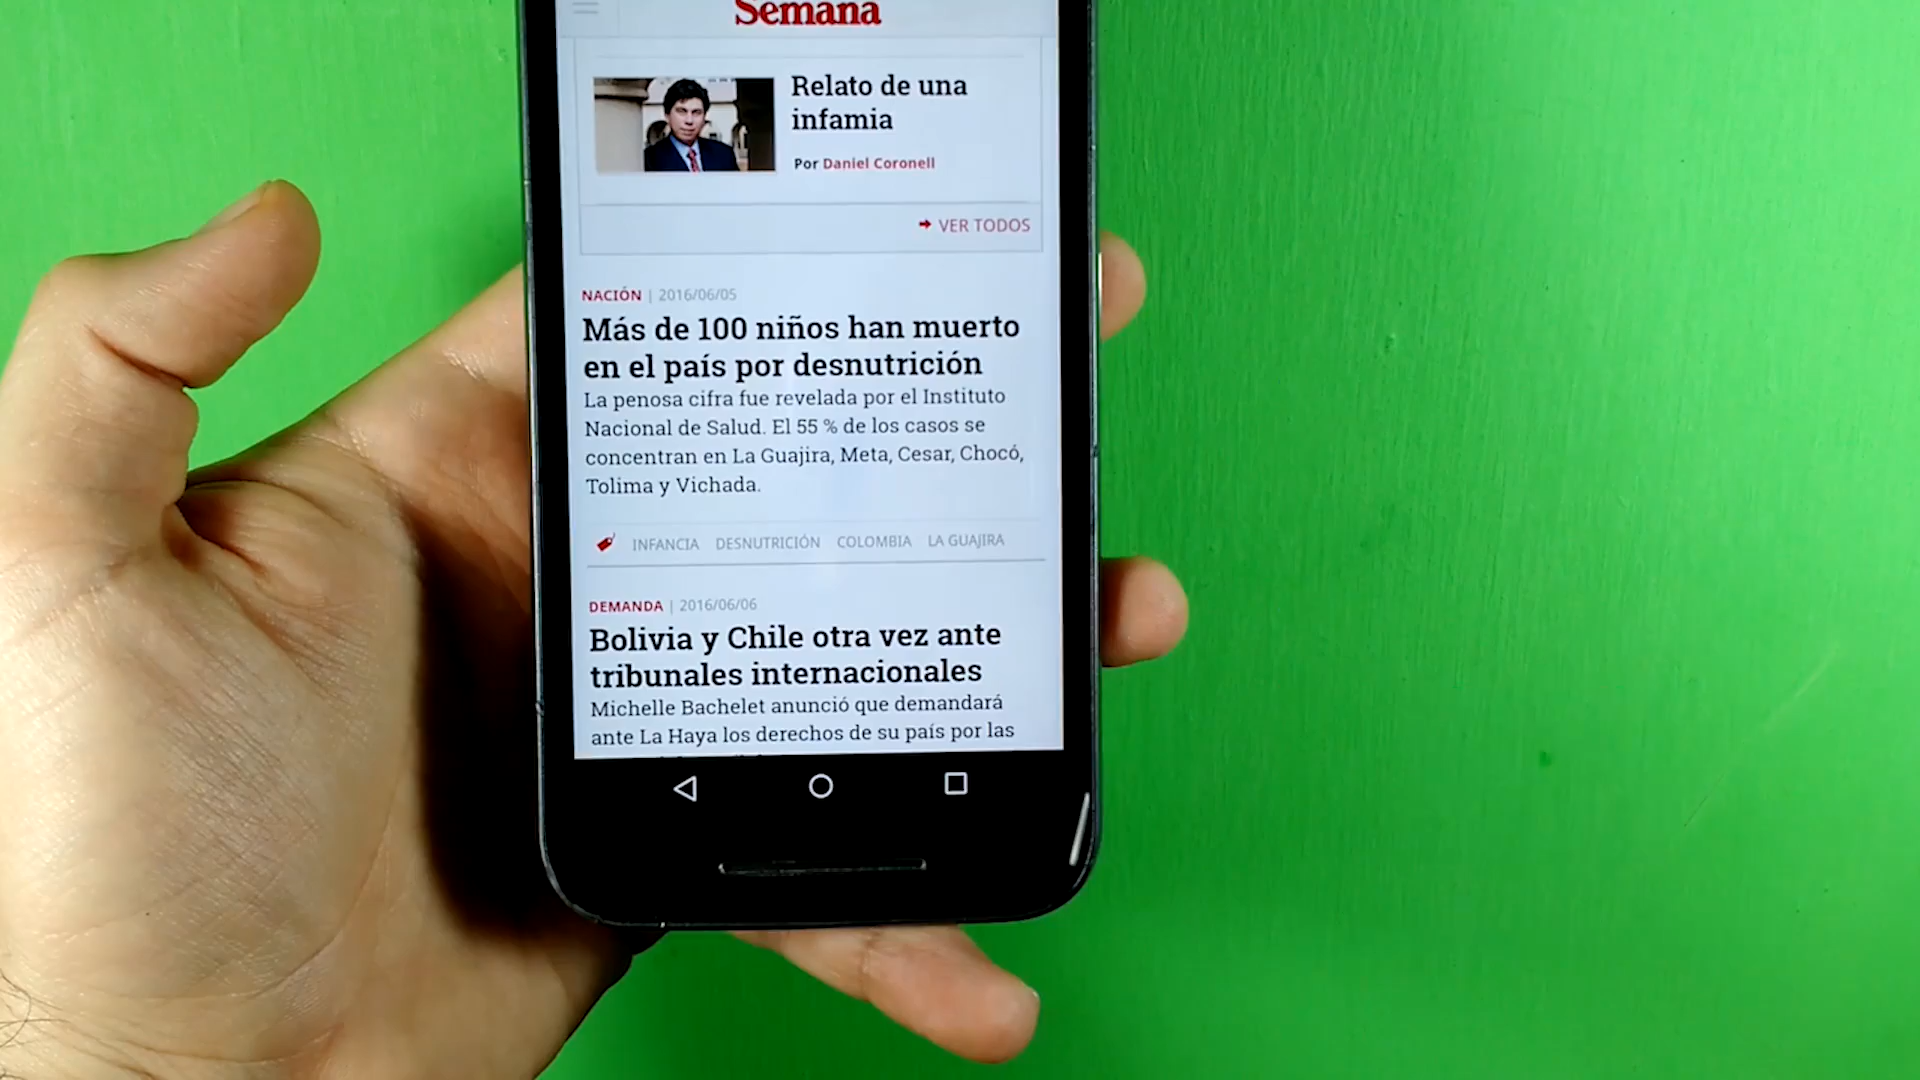 Semana
Relato de una
infamia
Por Daniel Coronell
VER TODOS
NACIÓN | 2016/06/05
Más de 100 niños han muerto
en el país por desnutrición
La penosa cifra fue revelada por el Instituto
Nacional de Salud. El 55 % de los casos se
concentran en La Guajira, Meta, Cesar, Chocó,
Tolima y Vichada.
INFANCIA DESNUTRICIÓN COLOMBIA LA GUAJIRA
DEMANDA | 2016/06/06
Bolivia y Chile otra vez ante
tribunales internacionales
Michelle Bachelet anunció que demandará
ante La Haya los derechos de su país por las